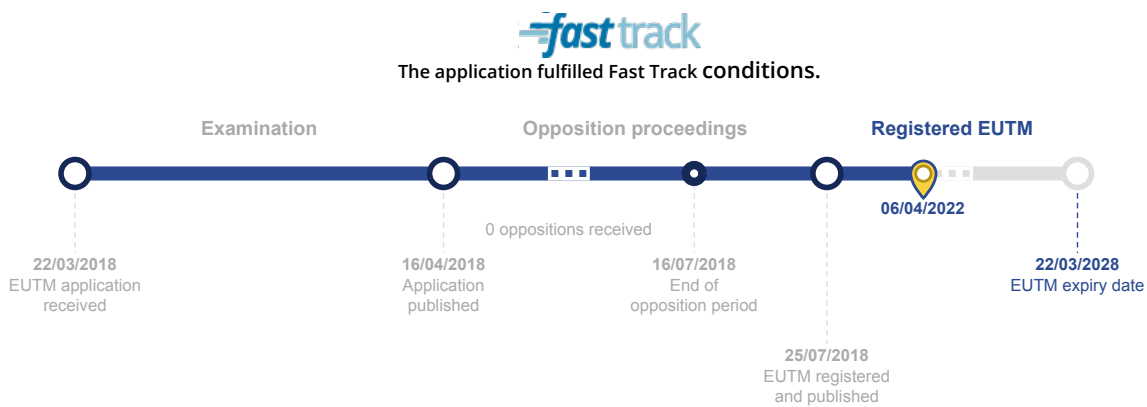 fast track
The application fulfilled Fast Track conditions.
Examination
Opposition proceedings
Registered EUTM
06/04/2022
0 oppositions received
22/03/2018
EUTM application
received
16/04/2018
Application
published
16/07/2018
End of
opposition period
22/03/2028
EUTM expiry date
25/07/2018
EUTM registered
and published